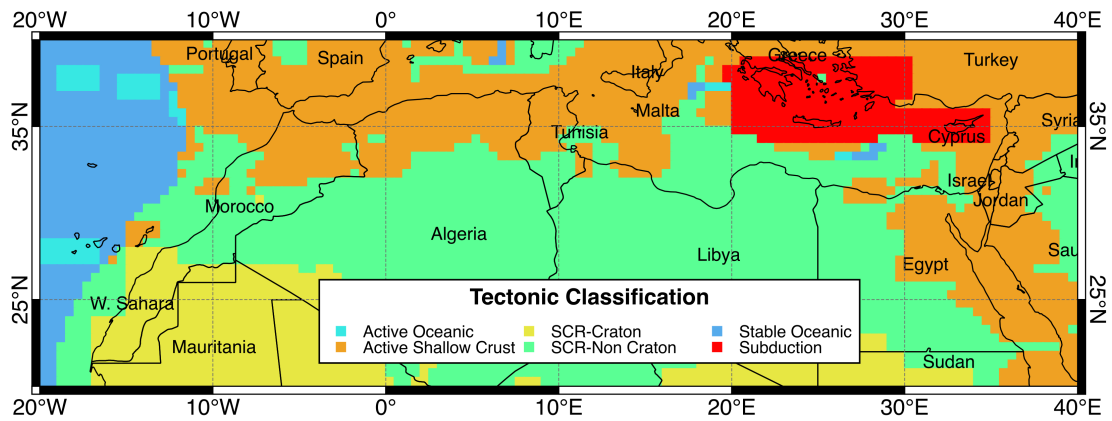 20°W 10°W 0° 10°E 20°E 30°E 40°E
Portugal Spain Greece Turkey
Italy
Malta
35°N Tunisia Cyprus Syria 35°N
Israel
Morocco Jordan
Algeria Libya Egypt Sau
25°N W. Sahara 25°N
Tectonic Classification
Active Oceanic SCR-Craton Stable Oceanic
Active Shallow Crust SCR-Non Craton Subduction
Mauritania Sudan
20°W 10°W 0° 10°E 20°E 30°E 40°E